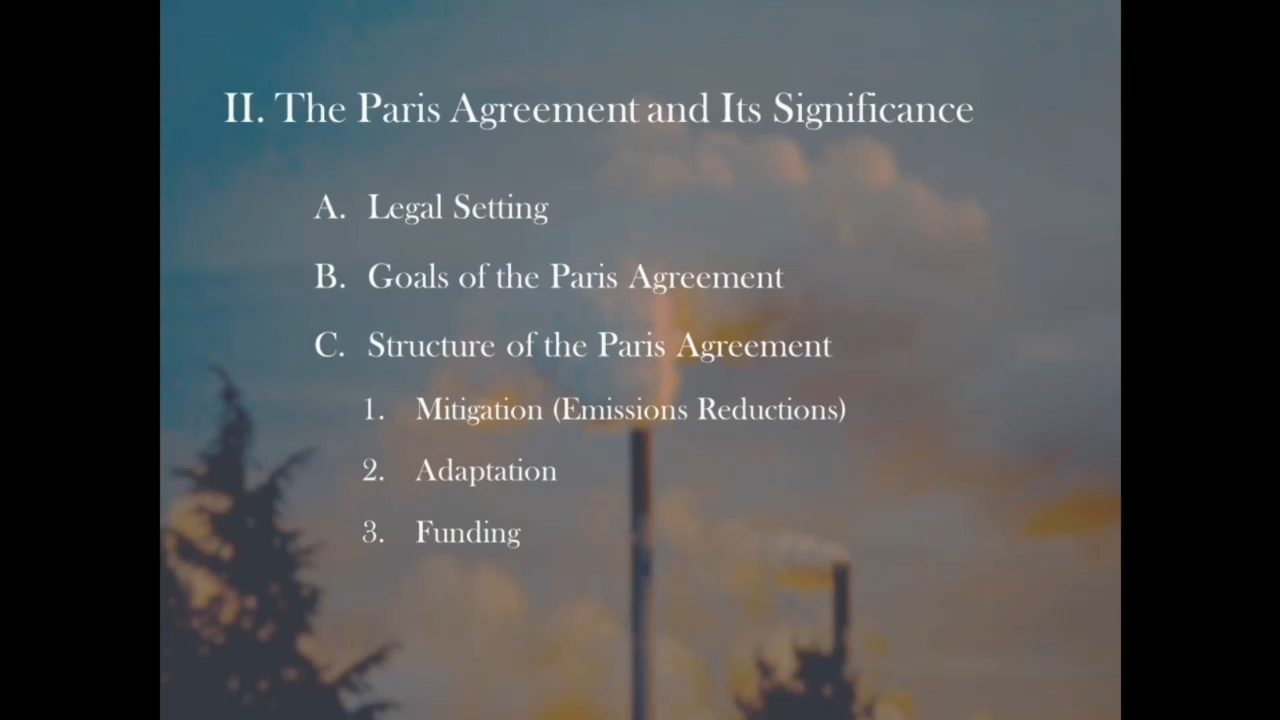 II. The Paris Agreement and Its Significance
A. Legal Setting
B. Goals of the Paris Agreement
C. Structure of the Paris Agreement
1. Mitigation (Emissions Reductions)
2. Adaptation
3. Funding